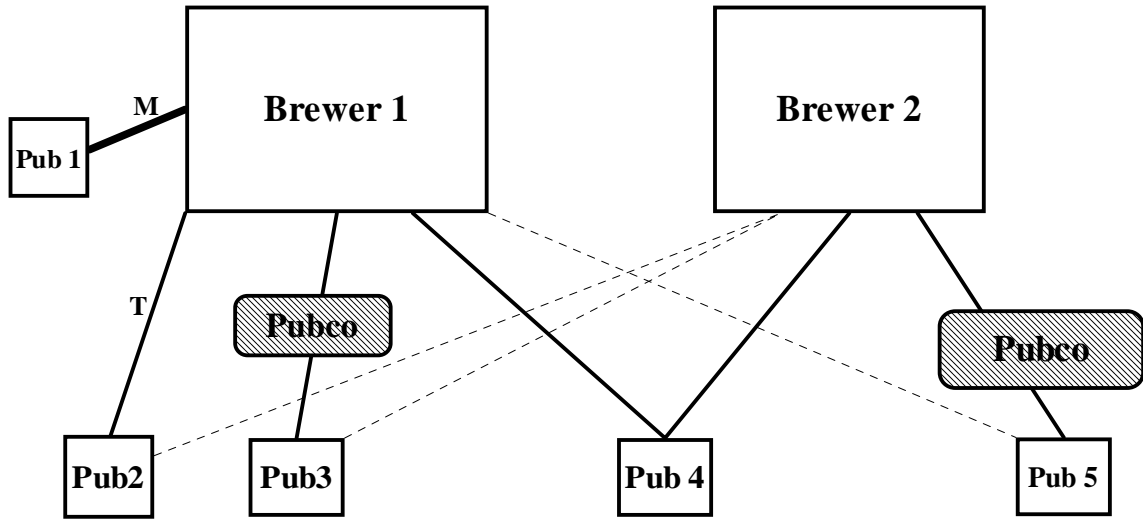 Brewer 1
Brewer 2
M
Pub 1
T
Pubco
Pubco
Pub2
Pub3
Pub 4
Pub 5